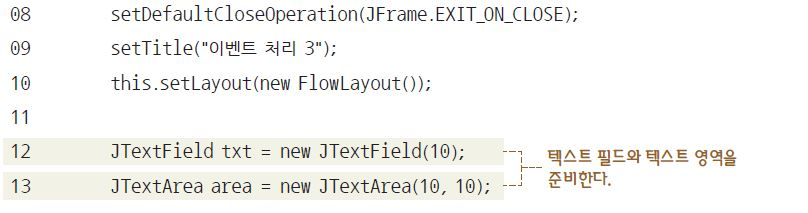 08 setDefaultCloseOperation(JFrame.EXIT_ON_CLOSE);
09 setTitle("이벤트 처리 3");
10 this.setLayout(new FlowLayout());
11
12 JTextField txt = new JTextField(10);
13 JTextArea area = new JTextArea(10, 10);
텍스트 필드와 텍스트 영역을
준비한다.